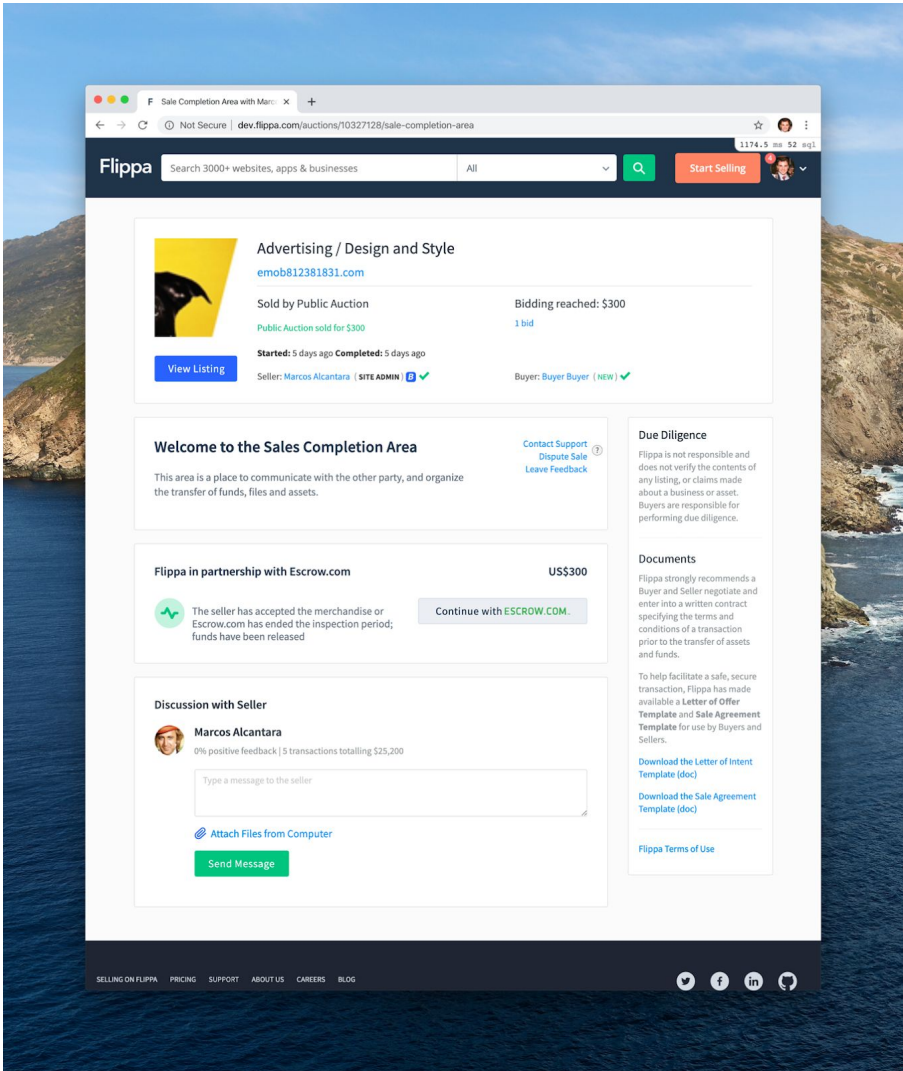 F Sale Completion Area with Marc
Not Secure | dev.flippa.com/auctions/10327128/sale-completion-area
1174.5 ms 52 sql
Flippa
Search 3000+ websites, apps & businesses
All
Start Selling
4
Advertising / Design and Style
emob812381831.com
Sold by Public Auction
Bidding reached: $300
Public Auction sold for $300
1 bid
Started: 5 days ago Completed: 5 days ago
View Listing
Seller: Marcos Alcantara ( SITE ADMIN ) B
Buyer: Buyer Buyer ( NEW )
Welcome to the Sales Completion Area
This area is a place to communicate with the other party, and organize
the transfer of funds, files and assets.
Contact Support
Dispute Sale
Leave Feedback
?
Flippa in partnership with Escrow.com
US$300
The seller has accepted the merchandise or
Escrow.com has ended the inspection period;
funds have been released
Continue with ESCROW.COM.
Discussion with Seller
Marcos Alcantara
0% positive feedback | 5 transactions totalling $25,200
Type a message to the seller
Attach Files from Computer
Send Message
Due Diligence
Flippa is not responsible and
does not verify the contents of
any listing, or claims made
about a business or asset.
Buyers are responsible for
performing due diligence.
Documents
Flippa strongly recommends a
Buyer and Seller negotiate and
enter into a written contract
specifying the terms and
conditions of a transaction
prior to the transfer of assets
and funds.
To help facilitate a safe, secure
transaction, Flippa has made
available a Letter of Offer
Template and Sale Agreement
Template for use by Buyers and
Sellers.
Download the Letter of Intent
Template (doc)
Download the Sale Agreement
Template (doc)
Flippa Terms of Use
SELLING ON FLIPPA PRICING SUPPORT ABOUT US CAREERS BLOG